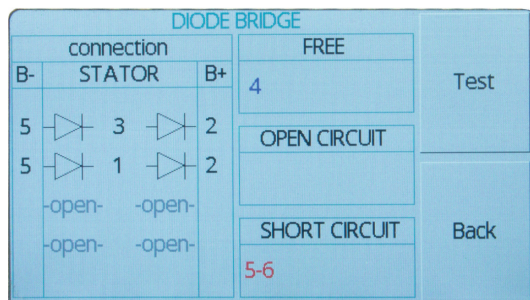 DIODE BRIDGE
connection
B- STATOR B+
5 3 2
5 1 2
-open- -open-
-open- -open-
FREE
4
OPEN CIRCUIT
SHORT CIRCUIT
5-6
Test
Back